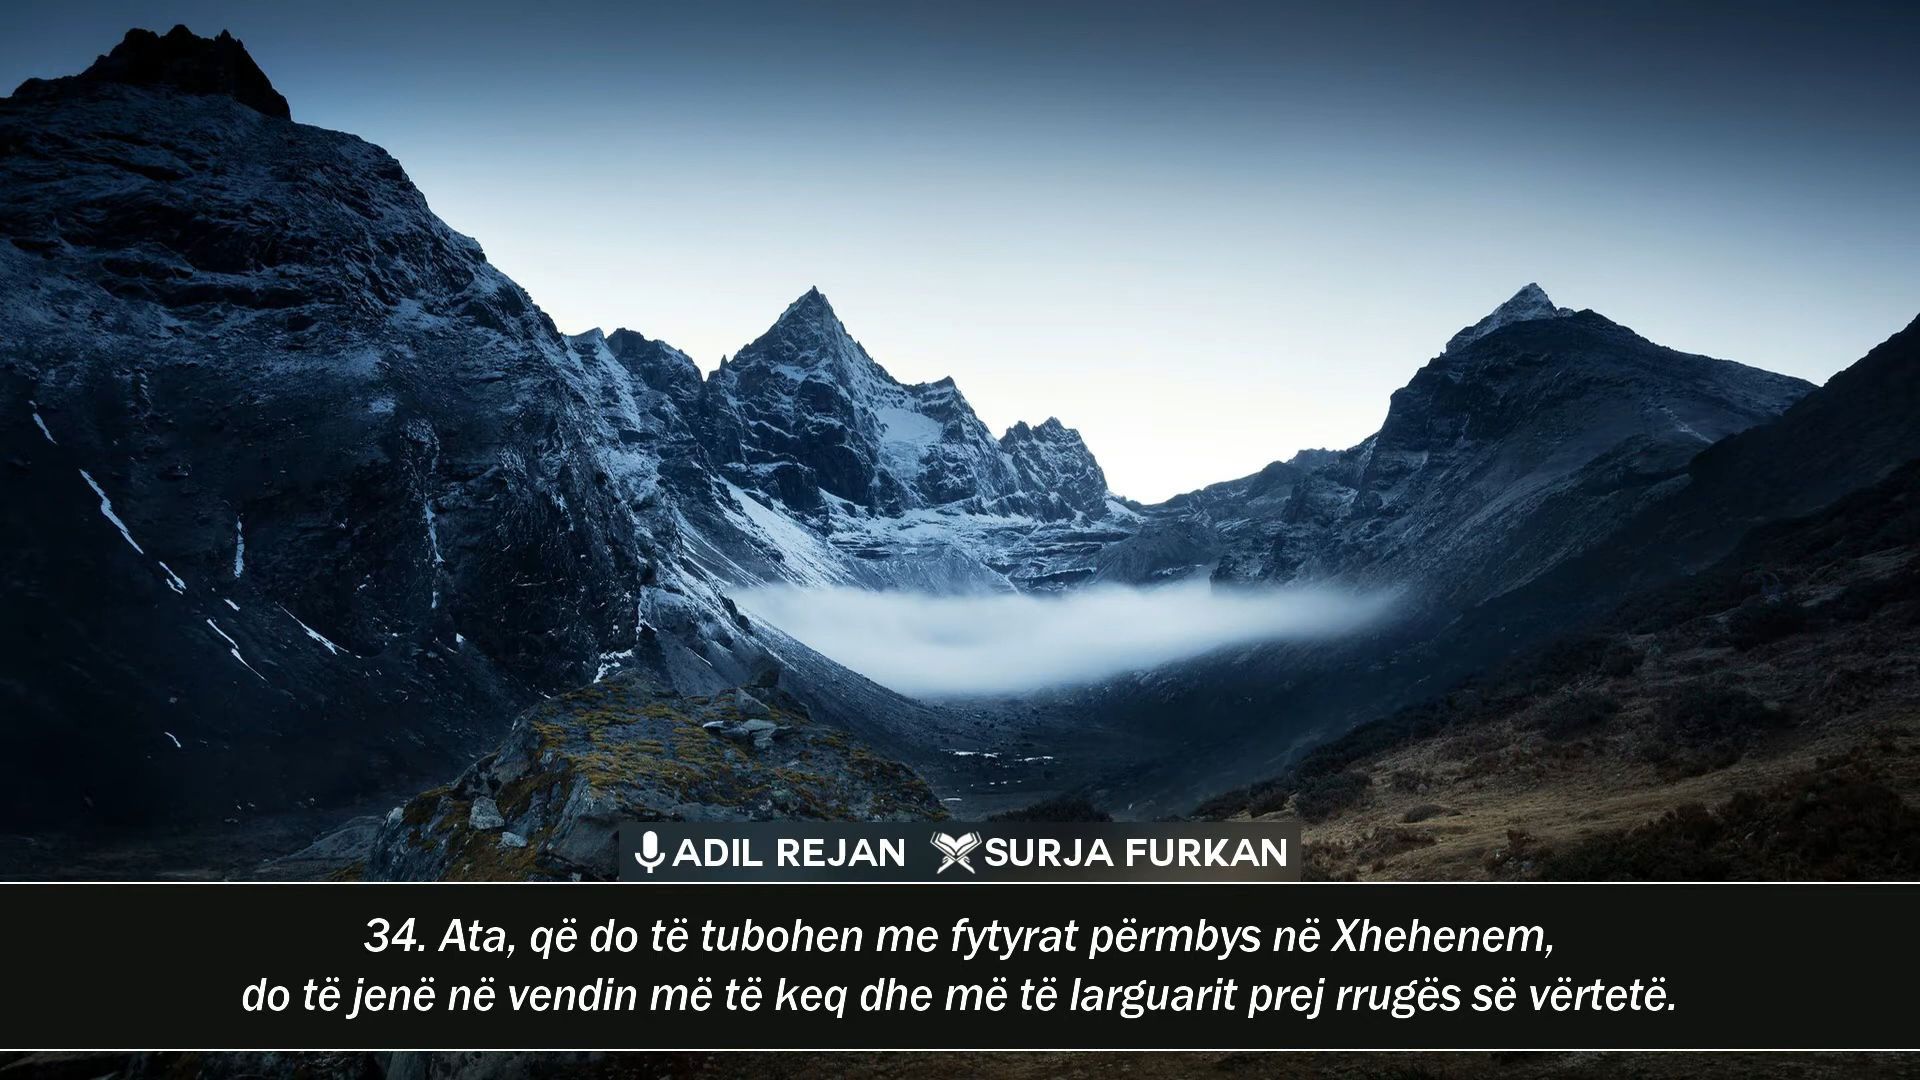 ADIL REJAN SURJA FURKAN
34. Ata, që do të tubohen me fytyrat përmbys në Xhehenem,
do të jenë në vendin më të keq dhe më të larguarit prej rrugës së vërtetë.